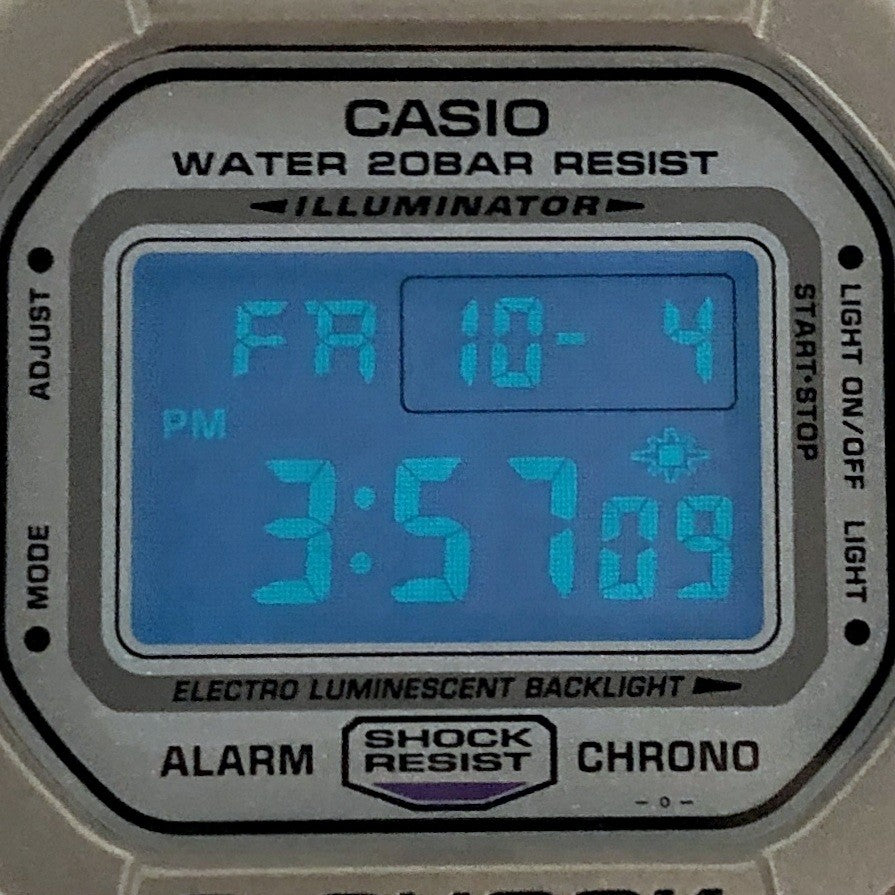 CASIO
WATER 20BAR RESIST
ILLUMINATOR
ADJUST
MODE
FR 10- 4
PM
3:57 09
START•STOP
LIGHT ON/OFF
LIGHT
ELECTRO LUMINESCENT BACKLIGHT
ALARM
SHOCK
RESIST
CHRONO
- o -